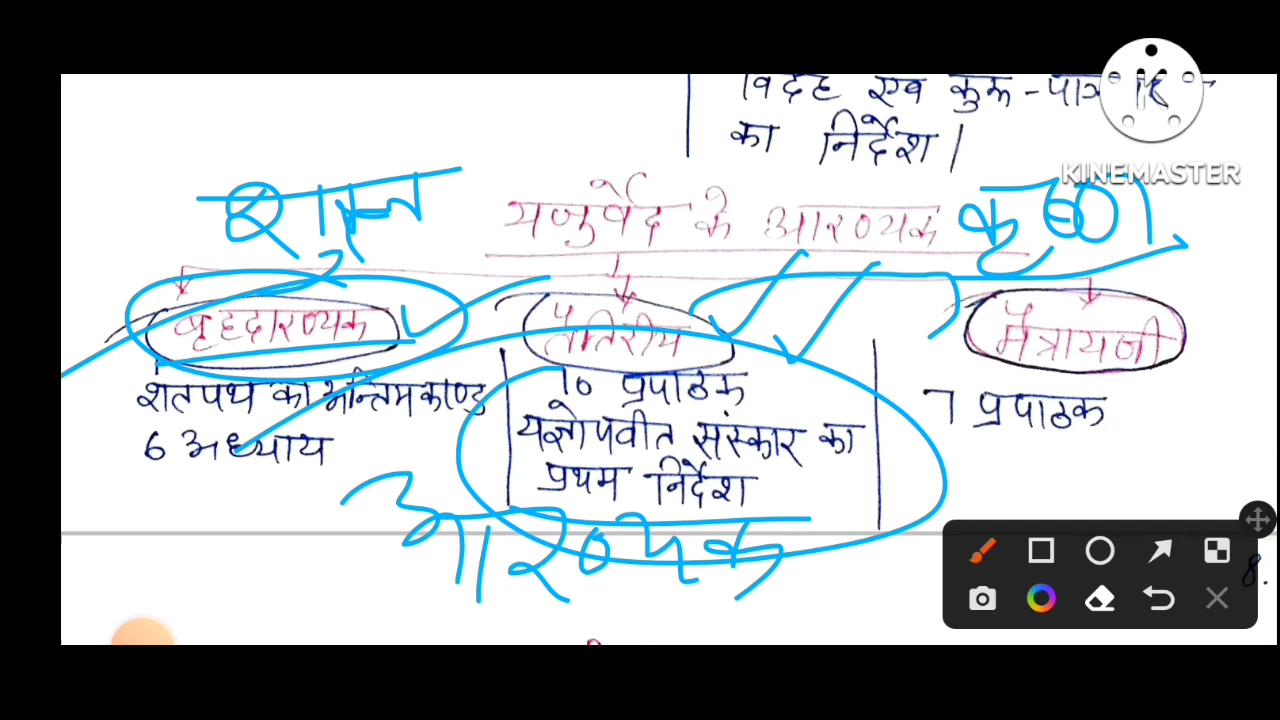 विदेह एवं कुरू-पा
का निर्देश।
KINEMASTER
शुक्ल
यजुर्वेद के आरण्यक
कृष्ण
बृहदारण्यक
तैतिरीय
मैत्रायणी
शतपथ का अन्तिम काण्ड
6 अध्याय
10 प्रपाठक
यज्ञोपवीत संस्कार का
प्रथम निर्देश
7 प्रपाठक
आरण्यक
8.